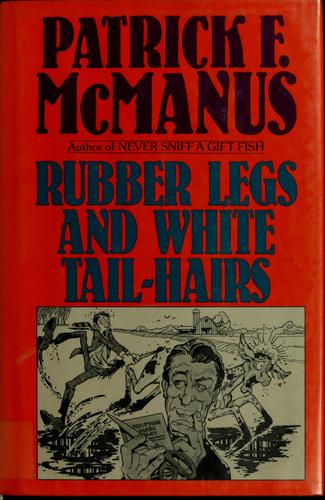 PATRICK F.
McMANUS
Author of NEVER SNIFF A GIFT FISH
RUBBER LEGS
AND WHITE
TAIL-HAIRS